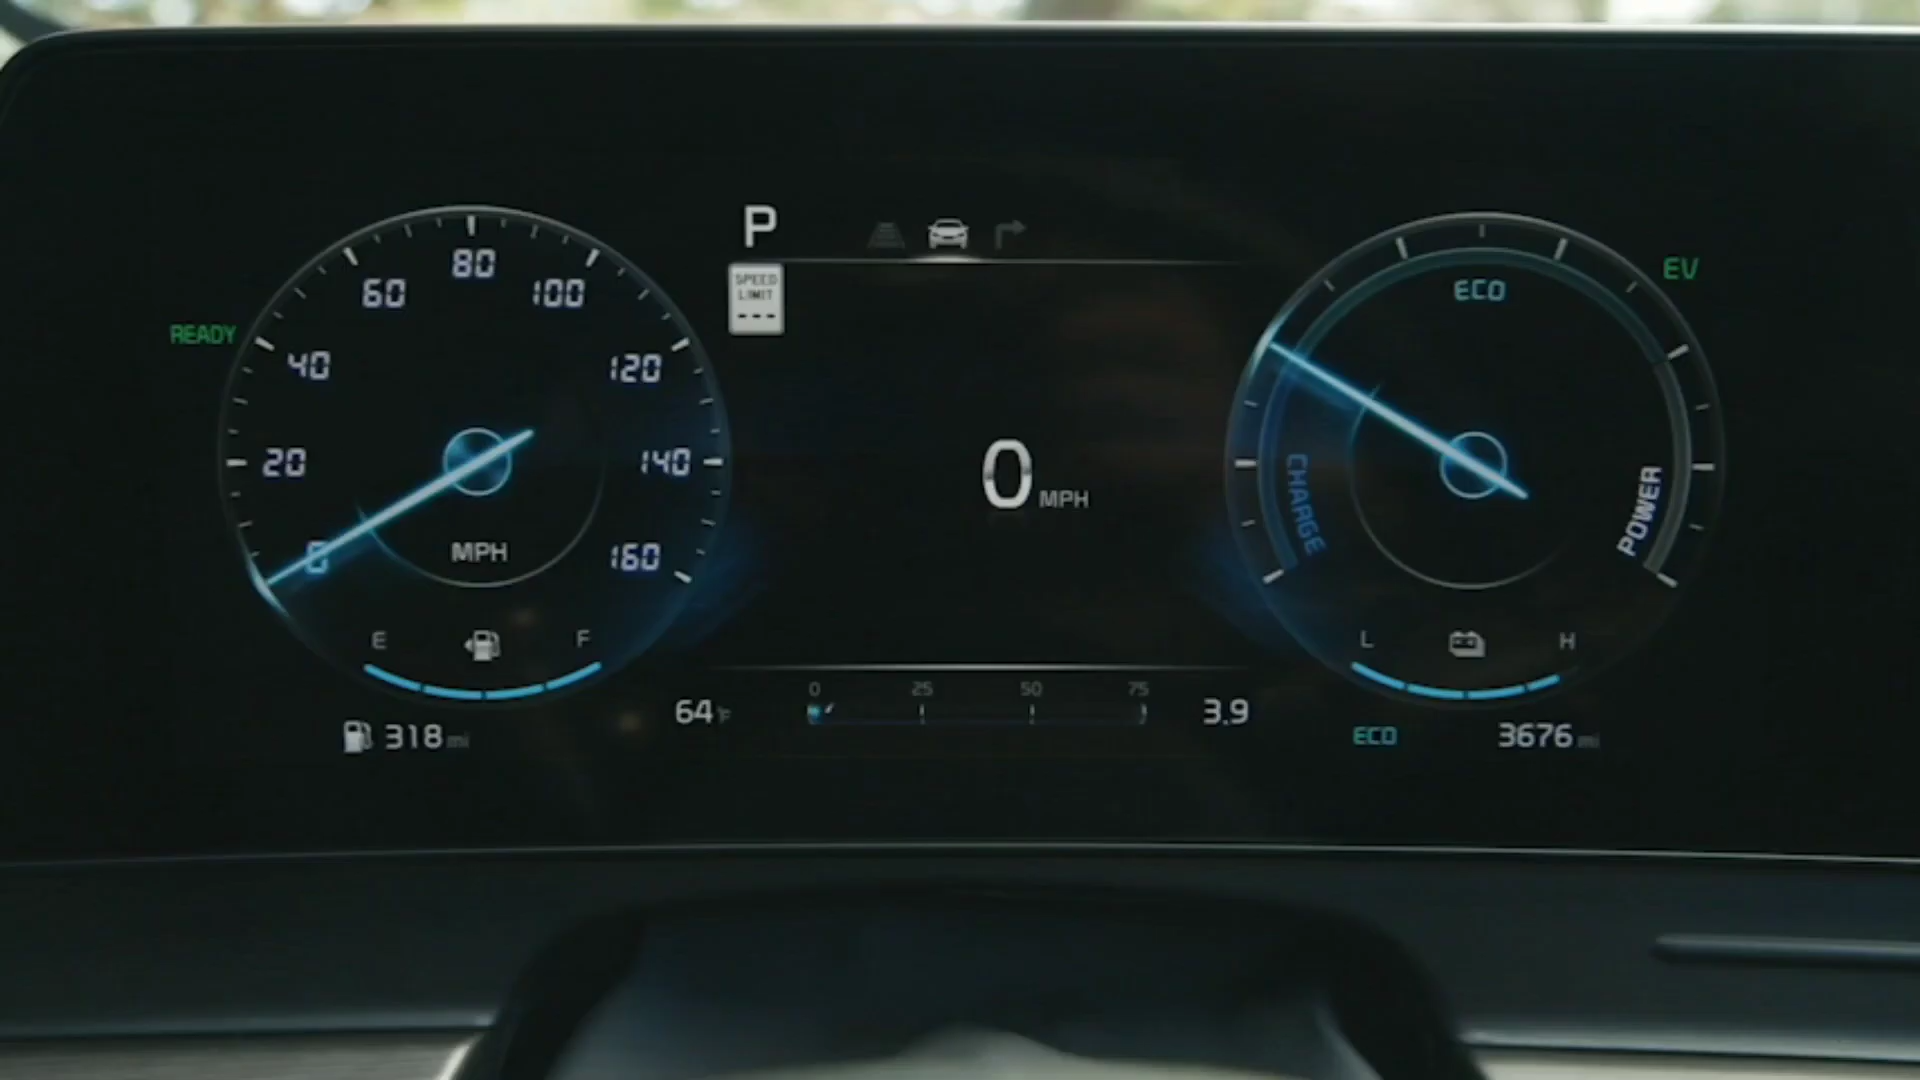 P
SPEED
LIMIT
---
READY
0
20
40
60
80
100
120
140
160
MPH
E
F
318 mi
0 MPH
64°F
0 25 50 75
3.9
EV
ECO
CHARGE
POWER
L
H
ECO
3676 mi